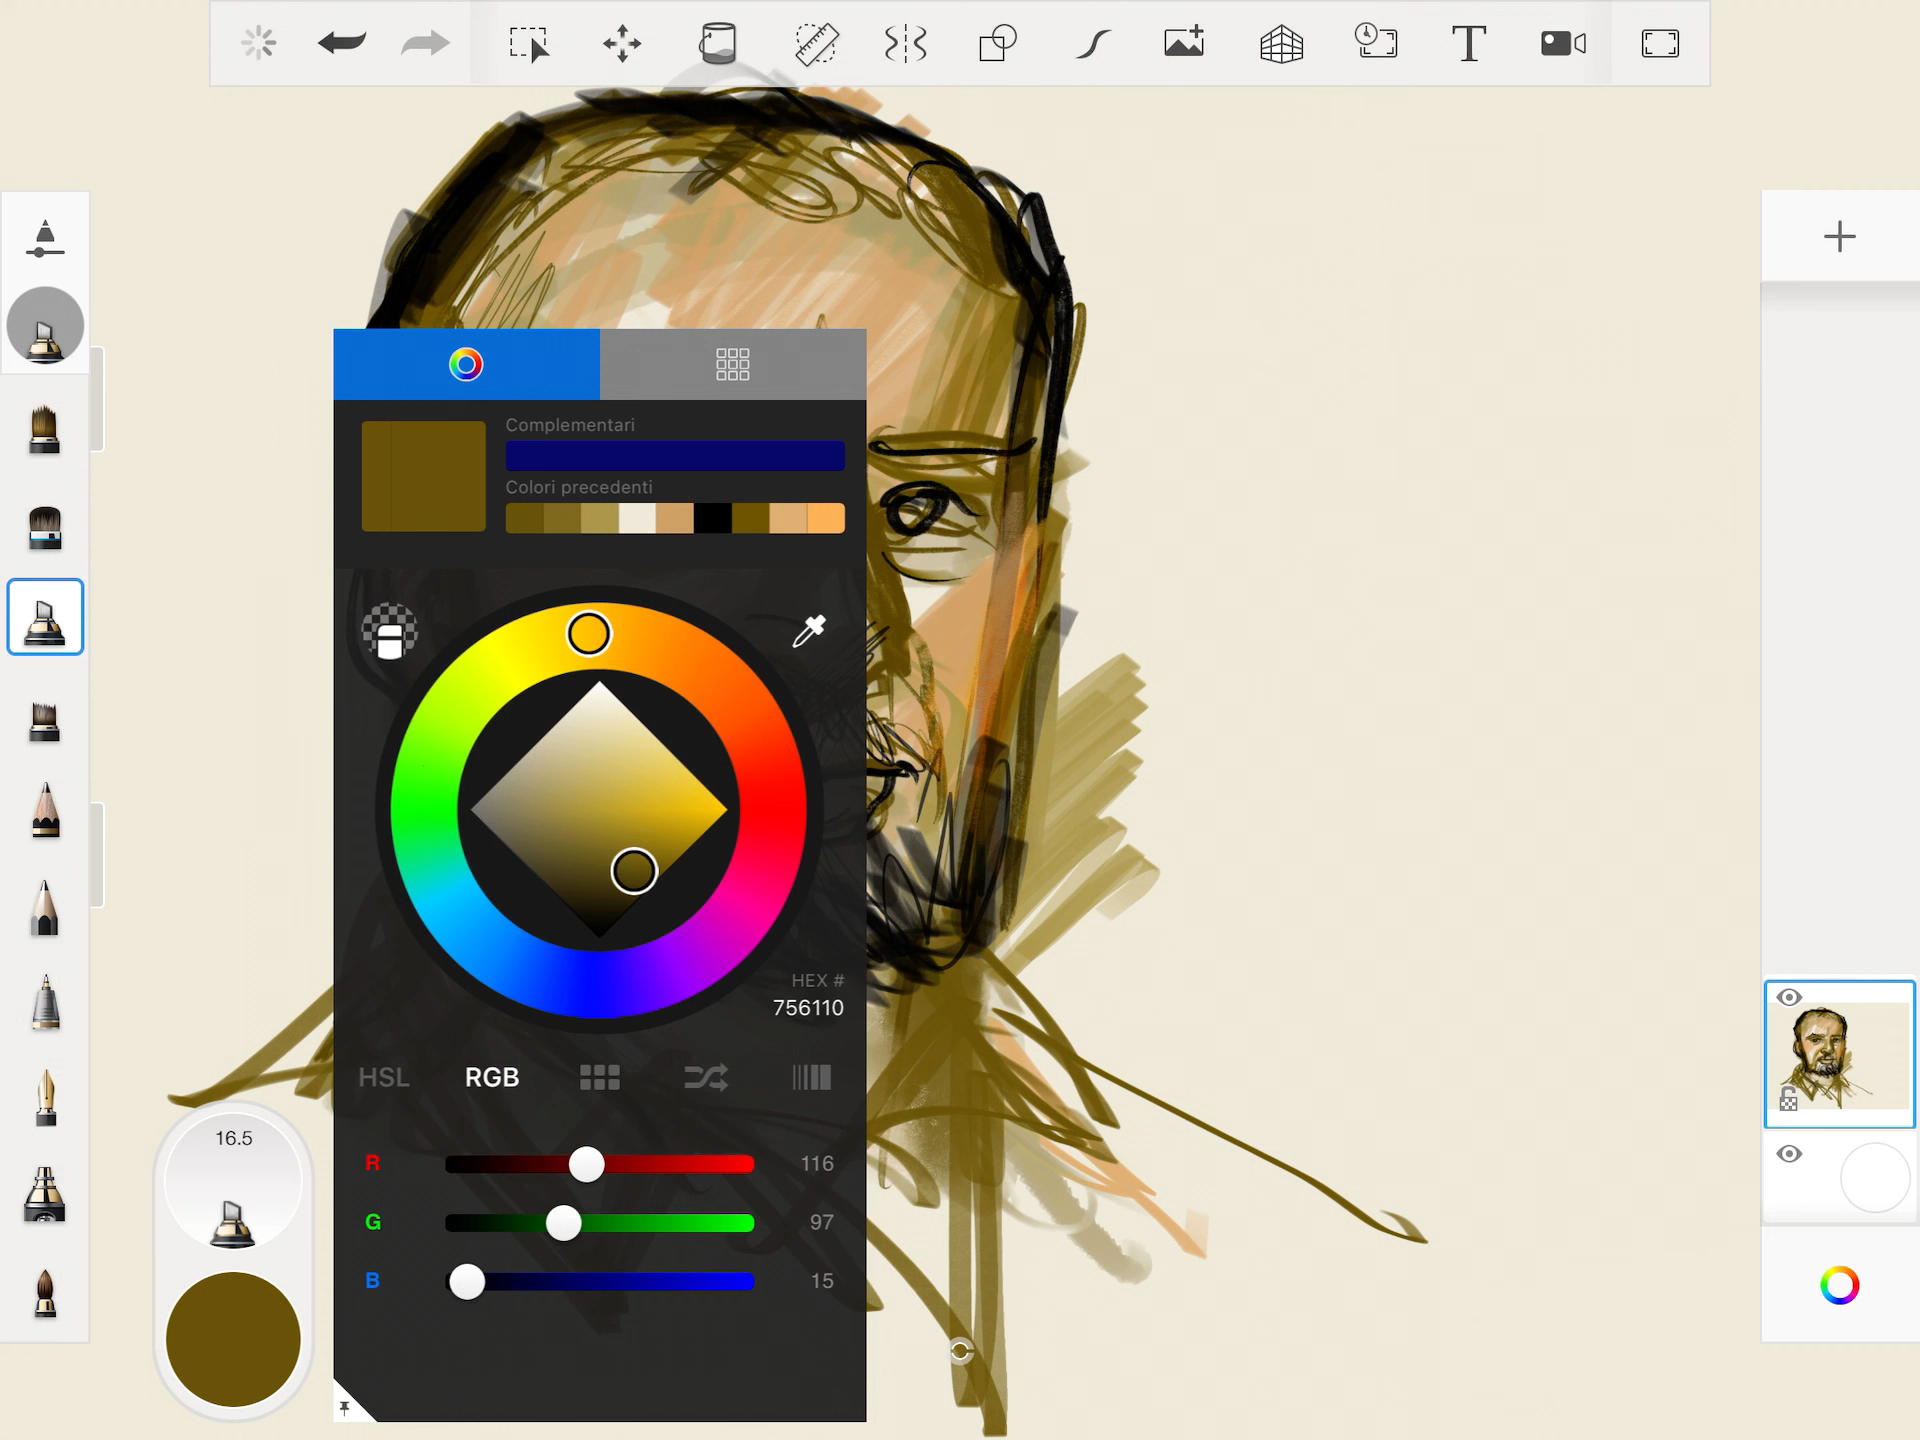 T
Complementari
Colori precedenti
HEX #
756110
HSL RGB
R 116
G 97
B 15
16.5